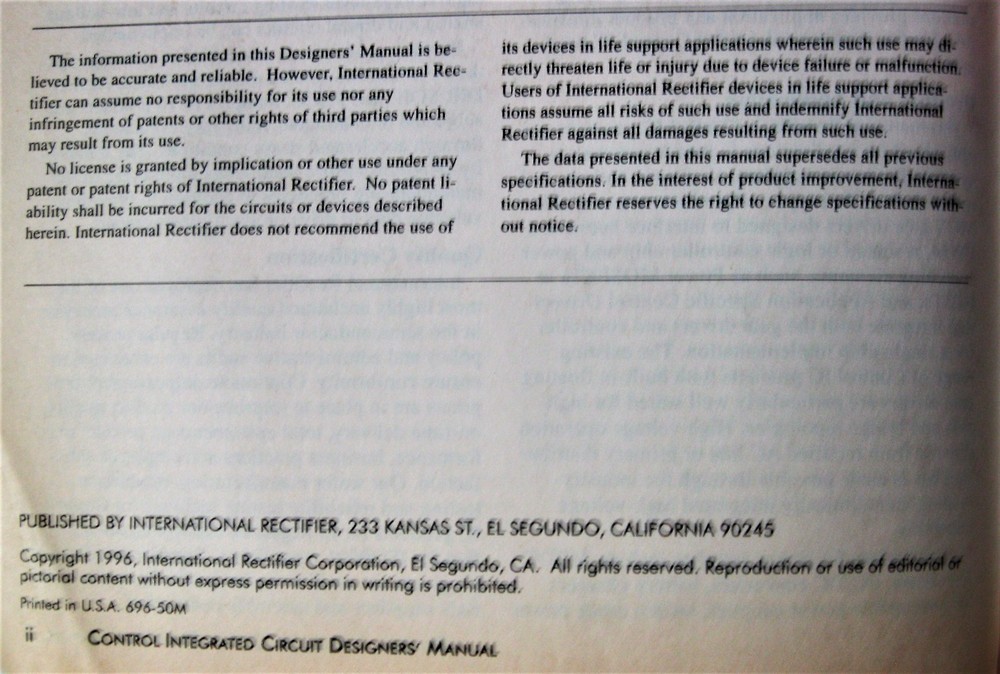 The information presented in this Designers' Manual is be-
lieved to be accurate and reliable. However, International Rec-
tifier can assume no responsibility for its use nor any
infringement of patents or other rights of third parties which
may result from its use.
No license is granted by implication or other use under any
patent or patent rights of International Rectifier. No patent li-
ability shall be incurred for the circuits or devices described
herein. International Rectifier does not recommend the use of
its devices in life support applications wherein such use may di-
rectly threaten life or injury due to device failure or malfunction.
Users of International Rectifier devices in life support applica-
tions assume all risks of such use and indemnify International
Rectifier against all damages resulting from such use.
The data presented in this manual supersedes all previous
specifications. In the interest of product improvement, Interna-
tional Rectifier reserves the right to change specifications with-
out notice.
PUBLISHED BY INTERNATIONAL RECTIFIER, 233 KANSAS ST., EL SEGUNDO, CALIFORNIA 90245
Copyright 1996, International Rectifier Corporation, El Segundo, CA. All rights reserved. Reproduction or use of editorial or
pictorial content without express permission in writing is prohibited.
Printed in U.S.A. 696-50M
ii CONTROL INTEGRATED CIRCUIT DESIGNERS' MANUAL